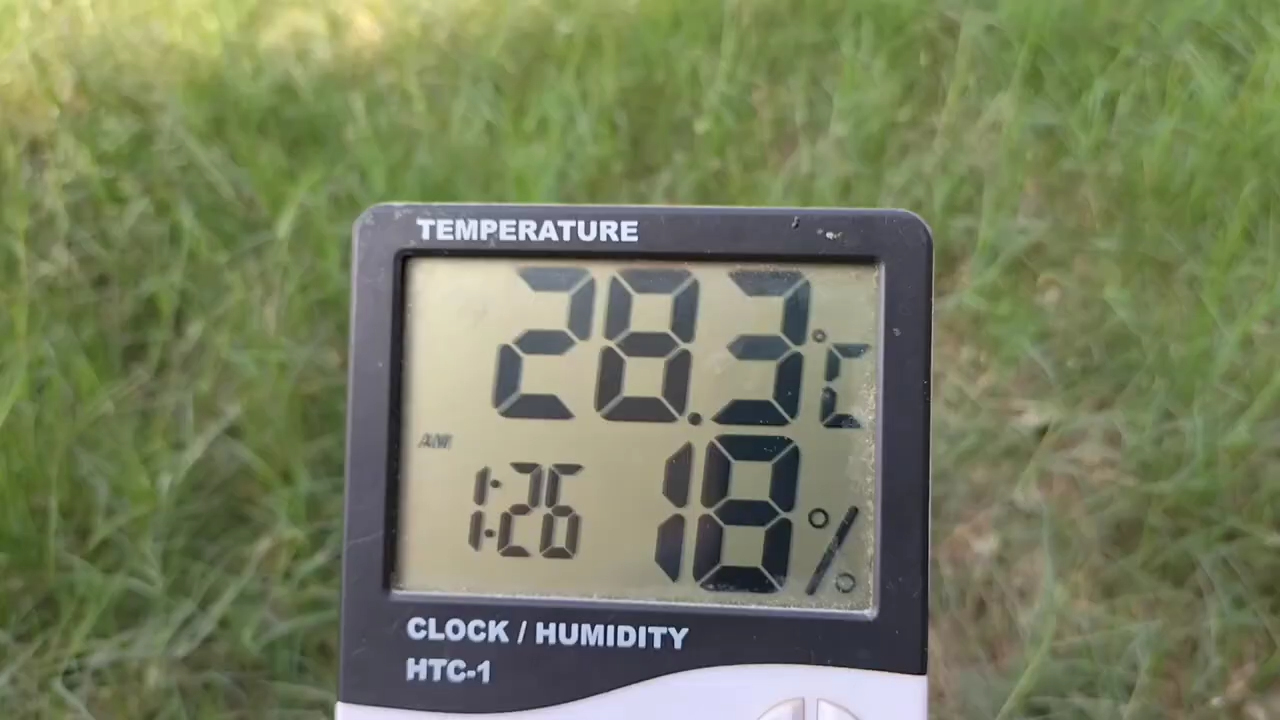 TEMPERATURE
28.3°C
AM
1:26 18%
CLOCK / HUMIDITY
HTC-1